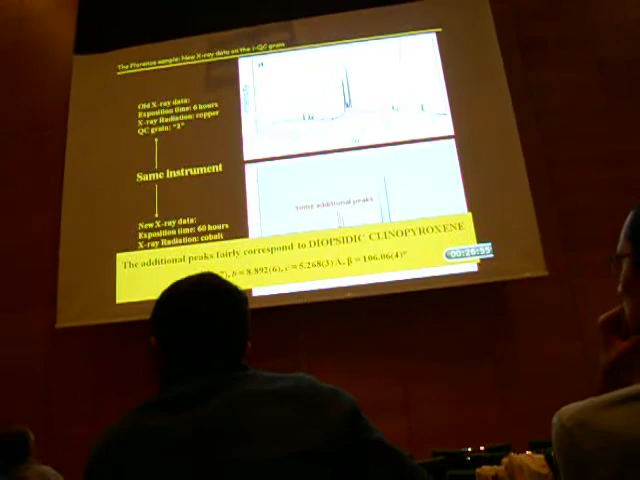 The Florence sample: New X-ray data on the i-QC grain
Old X-ray data:
Exposition time: 6 hours
X-ray Radiation: copper
QC grain: "1"
Same Instrument
New X-ray data:
Exposition time: 60 hours
X-ray Radiation: cobalt
some additional peaks
The additional peaks fairly correspond to DIOPSIDIC CLINOPYROXENE
b = 8.892(6), c = 5.268(3) Å, β = 106.06(4)°
00:26:55